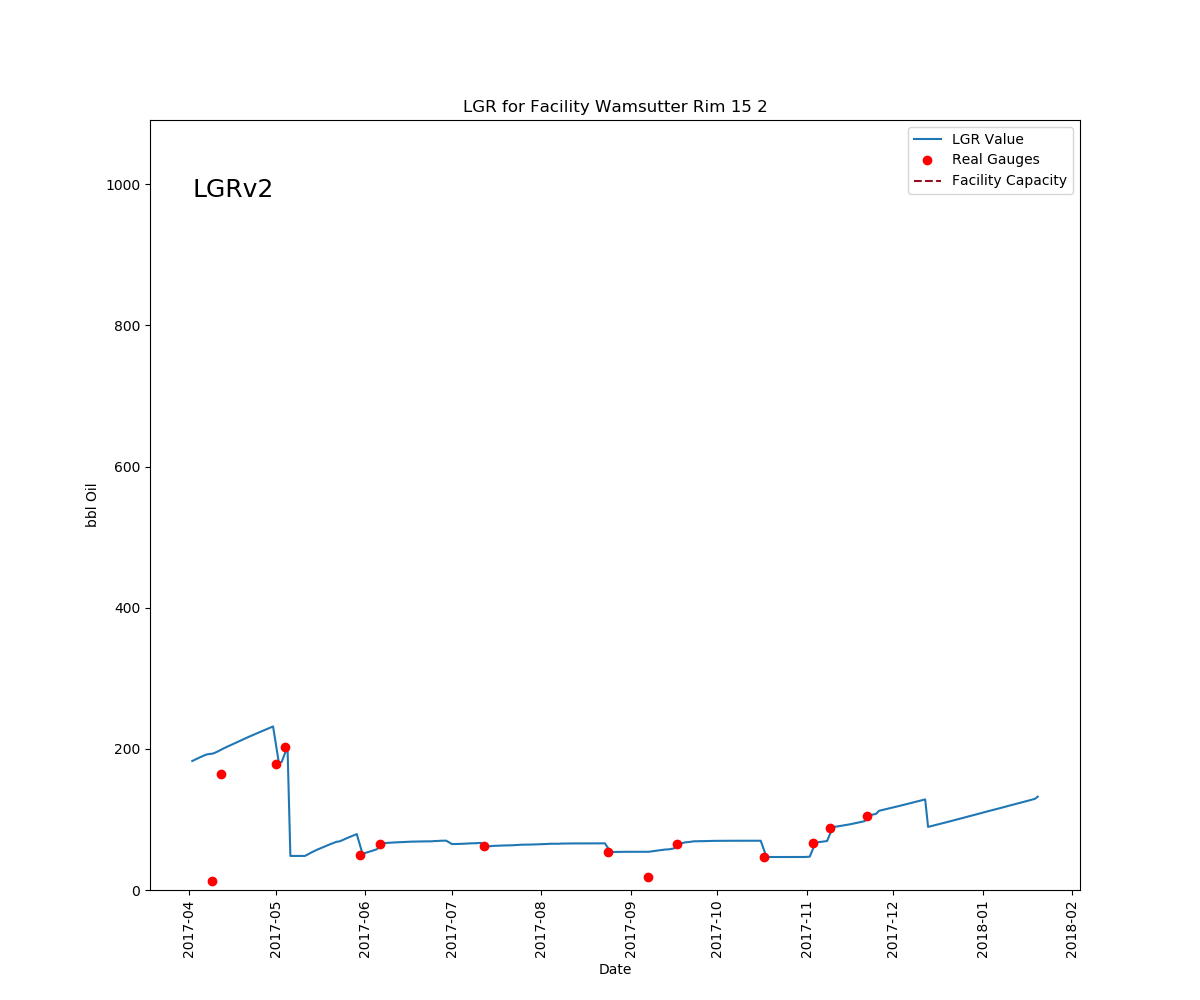 LGR for Facility Wamsutter Rim 15 2
LGRv2
LGR Value
Real Gauges
Facility Capacity
1000
800
600
400
200
0
bbl Oil
2017-04
2017-05
2017-06
2017-07
2017-08
2017-09
2017-10
2017-11
2017-12
2018-01
2018-02
Date